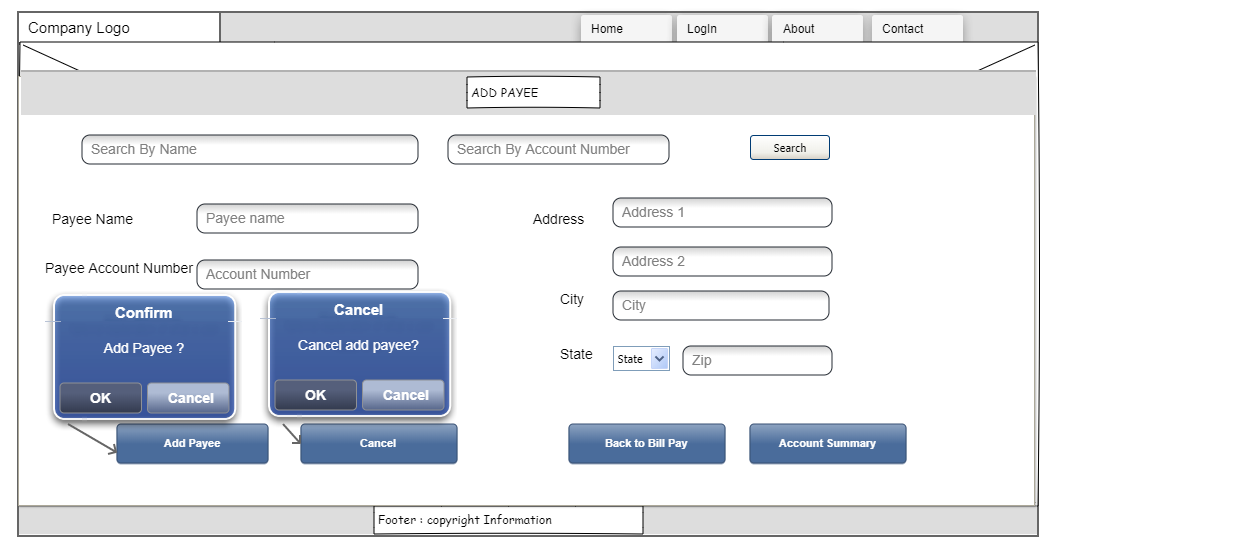 Company Logo
Home
LogIn
About
Contact
ADD PAYEE
Search By Name
Search By Account Number
Search
Payee Name
Payee name
Address
Address 1
Address 2
Payee Account Number
Account Number
City
City
State
State
Zip
Confirm
Add Payee ?
OK
Cancel
Cancel
Cancel add payee?
OK
Cancel
Add Payee
Cancel
Back to Bill Pay
Account Summary
Footer : copyright Information